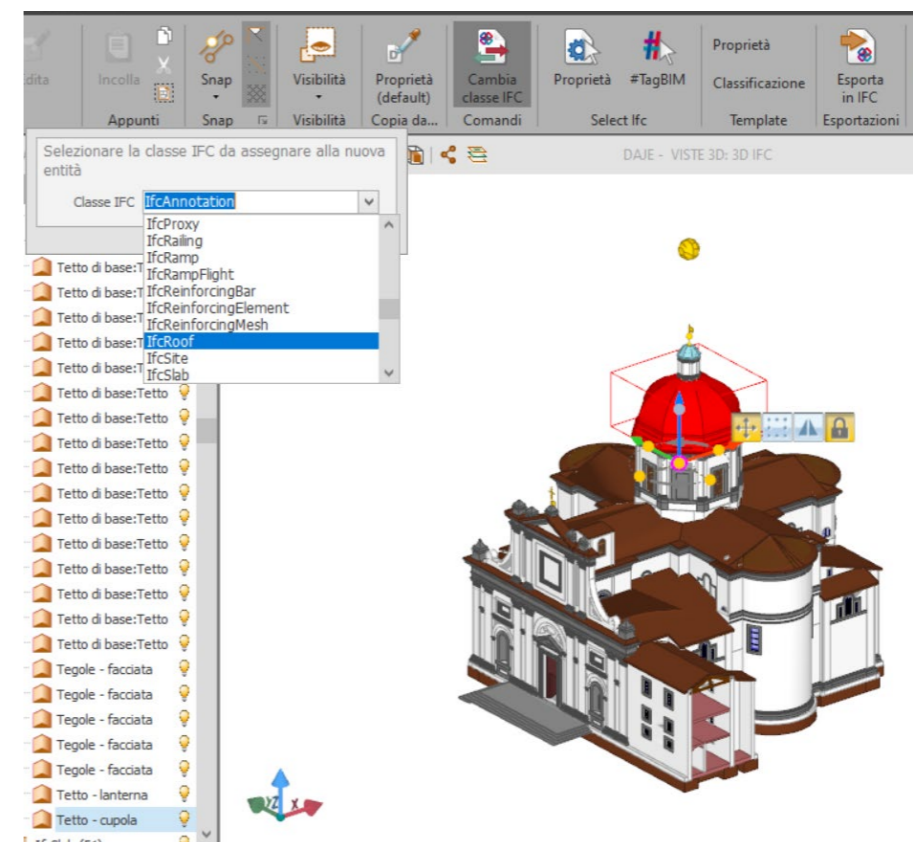 Incolla
Snap
Visibilità
Proprietà
(default)
Cambia
classe IFC
Proprietà
#TagBIM
Proprietà
Classificazione
Esporta
in IFC
Appunti
Snap
Visibilità
Copia da...
Comandi
Select Ifc
Template
Esportazioni
Selezionare la classe IFC da assegnare alla nuova
entità
Classe IFC
IfcAnnotation
DAJE - VISTE 3D: 3D IFC
IfcProxy
IfcRailing
IfcRamp
IfcRampFlight
IfcReinforcingBar
IfcReinforcingElement
IfcReinforcingMesh
IfcRoof
IfcSite
IfcSlab
Tetto di base:T
Tetto di base:T
Tetto di base:T
Tetto di base:T
Tetto di base:T
Tetto di base:Tetto
Tetto di base:Tetto
Tetto di base:Tetto
Tetto di base:Tetto
Tetto di base:Tetto
Tetto di base:Tetto
Tetto di base:Tetto
Tetto di base:Tetto
Tetto di base:Tetto
Tetto di base:Tetto
Tetto di base:Tetto
Tegole - facciata
Tegole - facciata
Tegole - facciata
Tegole - facciata
Tegole - facciata
Tetto - lanterna
Tetto - cupola
YZ X